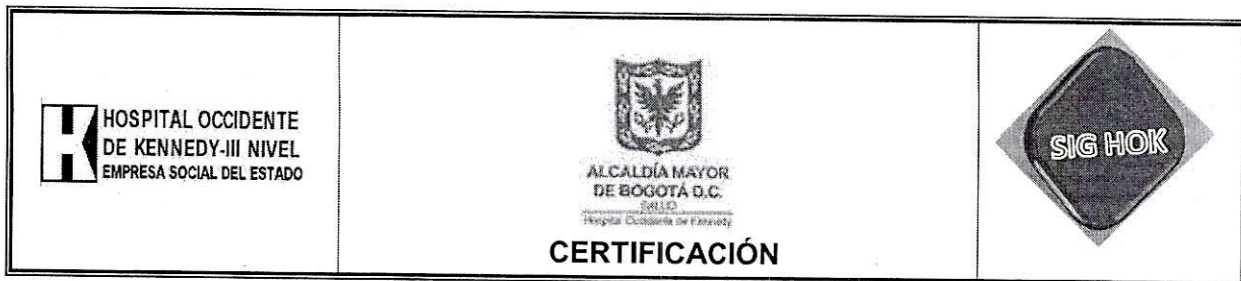 HOSPITAL OCCIDENTE
DE KENNEDY-III NIVEL
EMPRESA SOCIAL DEL ESTADO
ALCALDÍA MAYOR
DE BOGOTÁ D.C.
SALUD
Hospital Occidente de Kennedy
CERTIFICACIÓN
SIG HOK